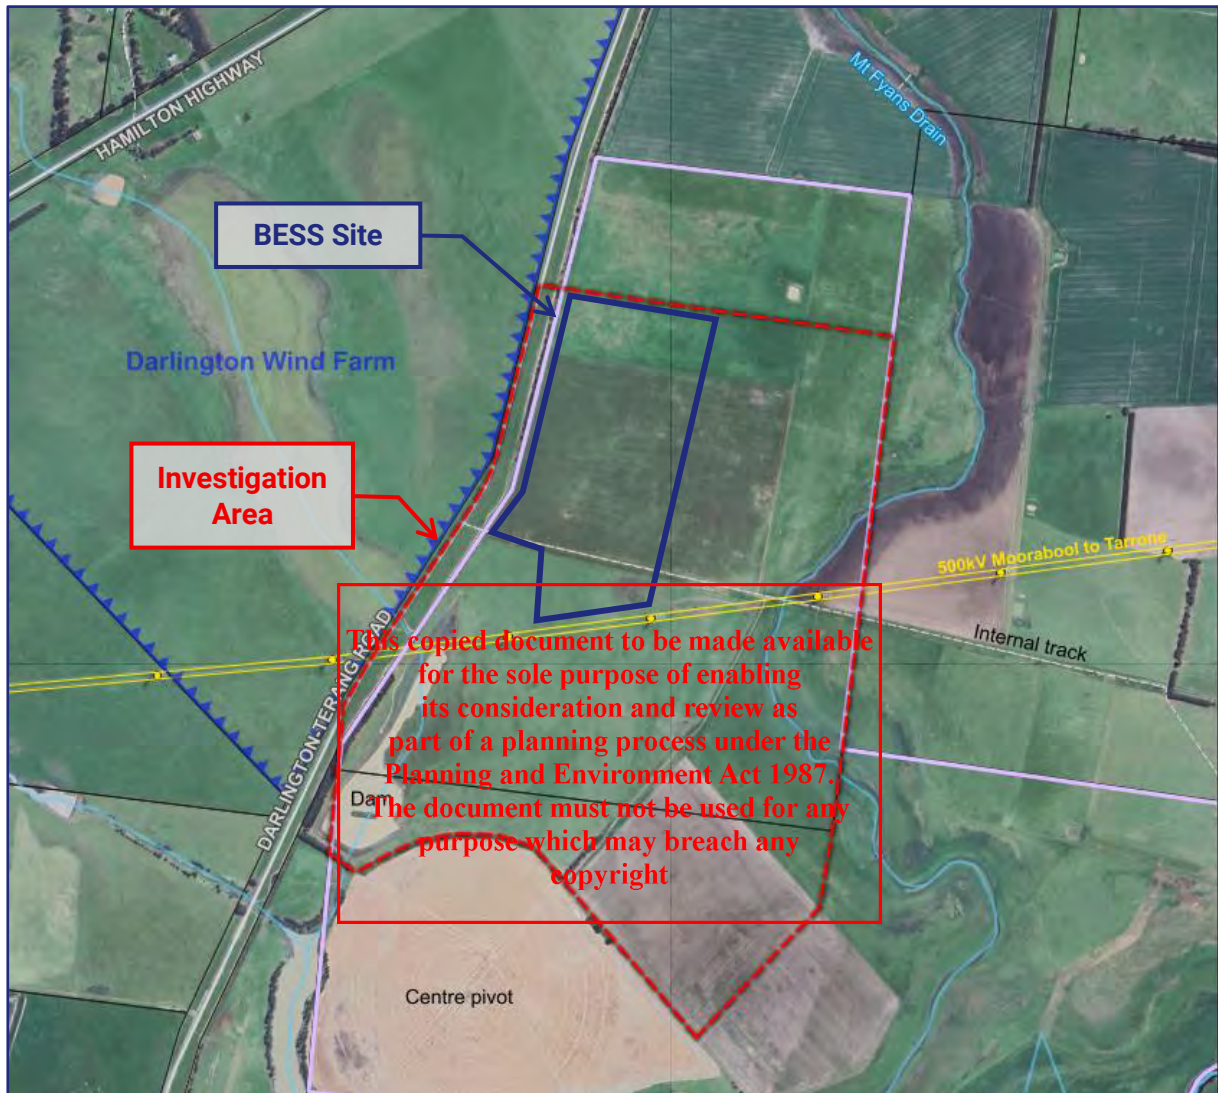 HAMILTON HIGHWAY
Mt Fyans Drain
BESS Site
Darlington Wind Farm
Investigation
Area
500kV Moorabool to Tarrone
Internal track
DARLINGTON-TERANG ROAD
This copied document to be made available
for the sole purpose of enabling
its consideration and review as
part of a planning process under the
Planning and Environment Act 1987.
The document must not be used for any
purpose which may breach any
copyright
Dam
Centre pivot